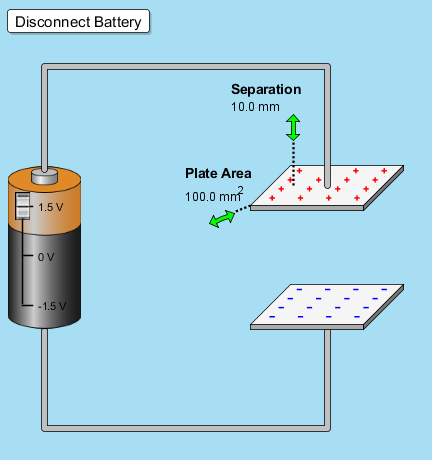 Disconnect Battery
Separation
10.0 mm
Plate Area
100.0 mm2
1.5 V
0 V
-1.5 V